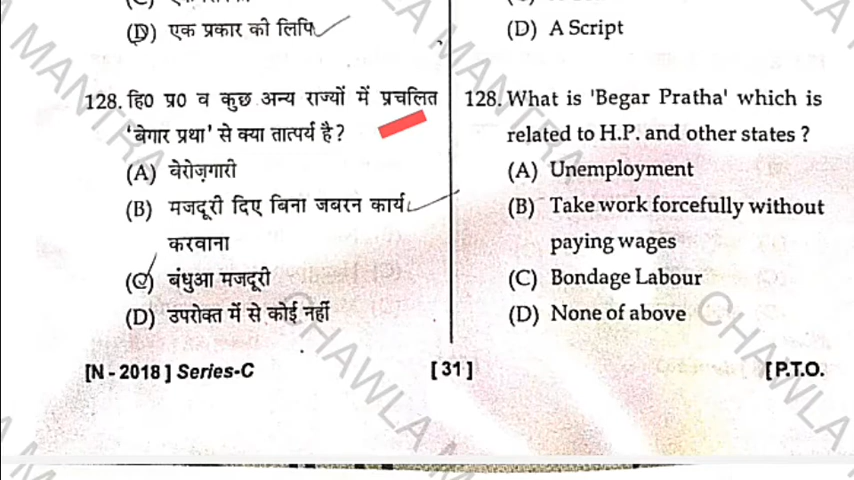 (D) एक प्रकार की लिपि
128. हि0 प्र0 व कुछ अन्य राज्यों में प्रचलित
'बेगार प्रथा' से क्या तात्पर्य है ?
(A) बेरोज़गारी
(B) मजदूरी दिए बिना जबरन कार्य
करवाना
(C) बंधुआ मजदूरी
(D) उपरोक्त में से कोई नहीं
(D) A Script
128. What is 'Begar Pratha' which is
related to H.P. and other states ?
(A) Unemployment
(B) Take work forcefully without
paying wages
(C) Bondage Labour
(D) None of above
[N - 2018 ] Series-C
[ 31 ]
[ P.T.O.
CHAWLA MANTRA